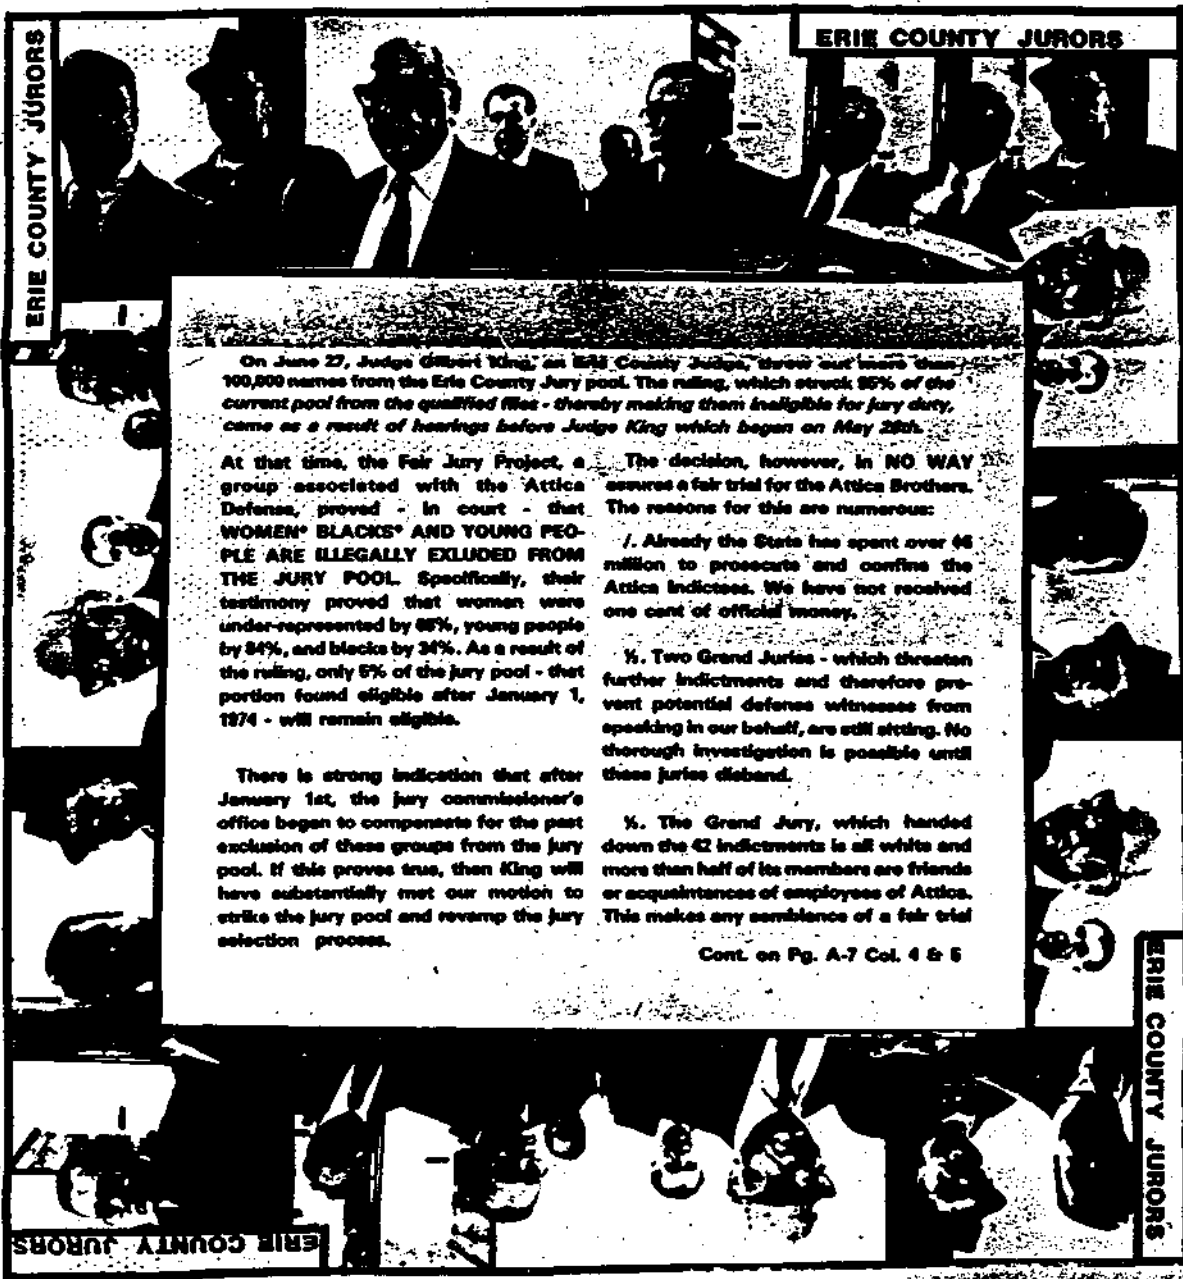 ERIE COUNTY JURORS
ERIE COUNTY JURORS
On June 27, Judge Gilbert King, an Erie County Judge, threw out more than
100,000 names from the Erie County Jury pool. The ruling, which struck 95% of the
current pool from the qualified files - thereby making them ineligible for jury duty,
came as a result of hearings before Judge King which began on May 28th.
At that time, the Fair Jury Project, a
group associated with the Attica
Defense, proved - in court - that
WOMEN* BLACKS* AND YOUNG PEO-
PLE ARE ILLEGALLY EXLUDED FROM
THE JURY POOL. Specifically, their
testimony proved that women were
under-represented by
young people
by 84%, and blacks by 34%. As a result of
the ruling, only 5% of the jury pool - that
portion found eligible after January 1,
1974 - will remain eligible.
There is strong indication that after
January 1st, the jury commissioner's
office began to compensate for the past
exclusion of these groups from the jury
pool. If this proves true, then King will
have substantially met our motion to
strike the jury pool and revamp the jury
selection process.
The decision, however, in NO WAY
assures a fair trial for the Attica Brothers.
The reasons for this are numerous:
/. Already the State has spent over
million to prosecute and confine the
Attica Indictees. We have not received
one cent of official money.
½. Two Grand Juries - which threaten
further indictments and therefore pre-
vent potential defense witnesses from
speaking in our behalf, are still sitting. No
thorough investigation is possible until
these juries disband.
½. The Grand Jury, which handed
down the 42 indictments is all white and
more than half of its members are friends
or acquaintances of employees of Attica.
This makes any semblance of a fair trial
Cont. on Pg. A-7 Col. 4 & 5
ERIE COUNTY JURORS
ERIE COUNTY JURORS